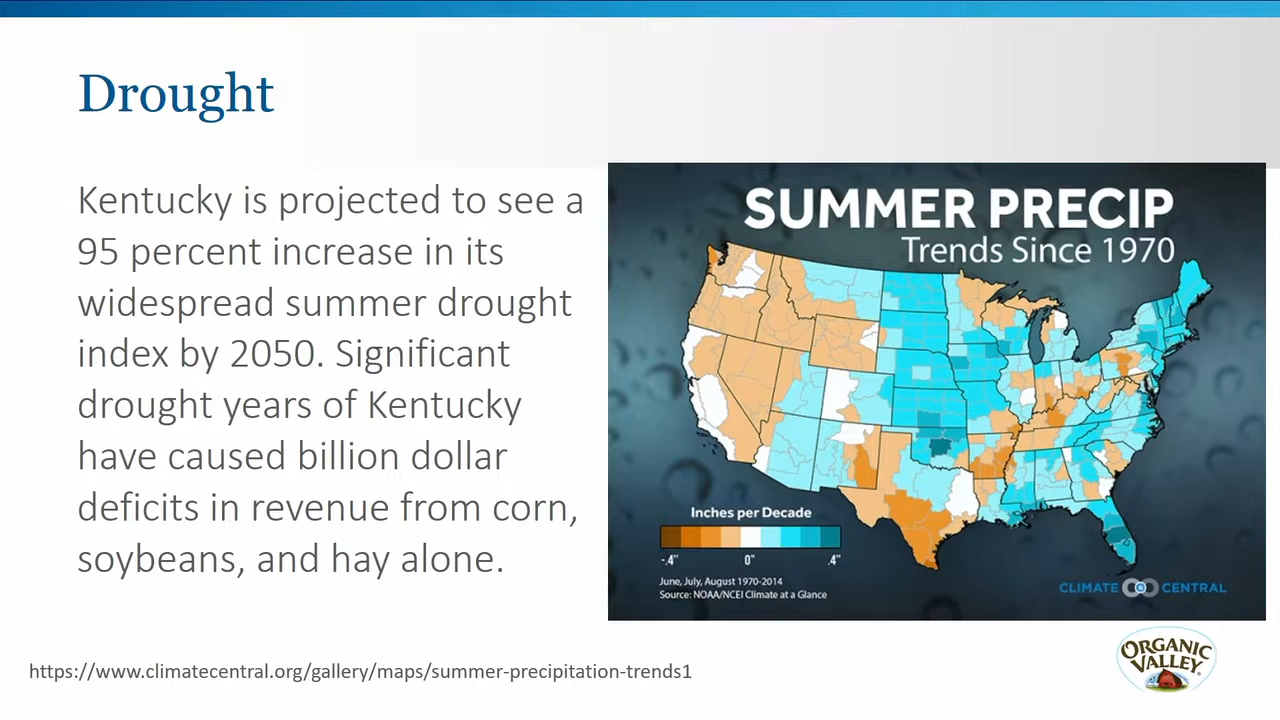 Drought
Kentucky is projected to see a
95 percent increase in its
widespread summer drought
index by 2050. Significant
drought years of Kentucky
have caused billion dollar
deficits in revenue from corn,
soybeans, and hay alone.
SUMMER PRECIP
Trends Since 1970
Inches per Decade
-.4" 0" .4"
June, July, August 1970-2014
Source: NOAA/NCEI Climate at a Glance
CLIMATE CENTRAL
https://www.climatecentral.org/gallery/maps/summer-precipitation-trends1
ORGANIC
VALLEY®